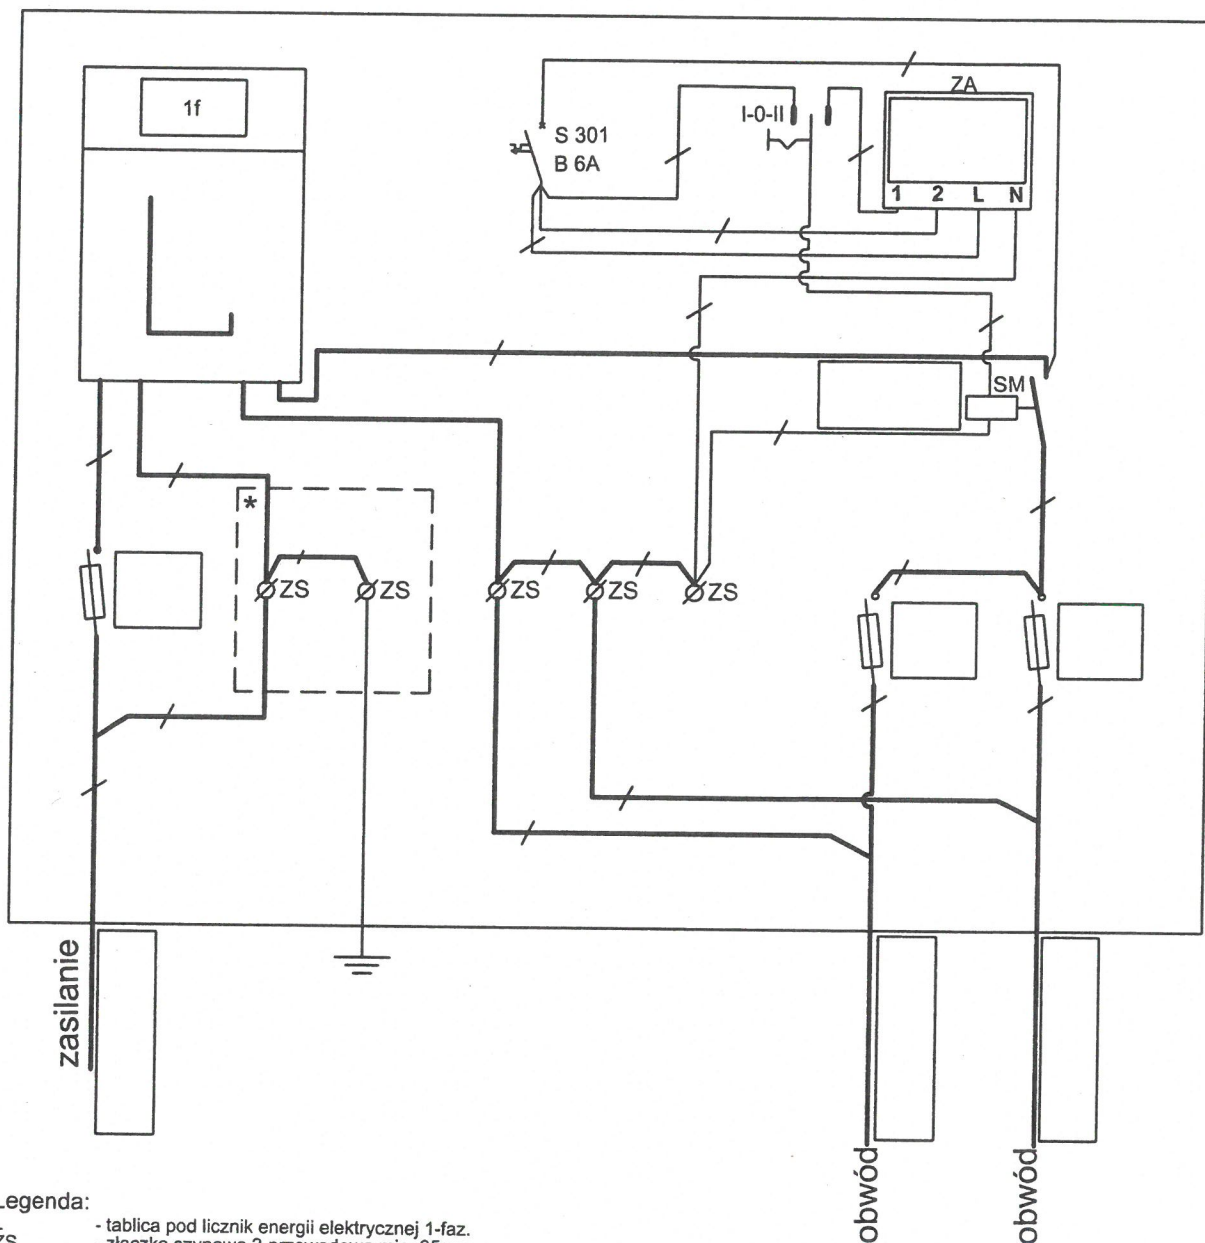 1f
ZA
I-0-II
S 301
B 6A
1 2 L N
SM
*
ZS ZS ZS ZS ZS
zasilanie
obwód
obwód
Legenda:
- tablica pod licznik energii elektrycznej 1-faz.